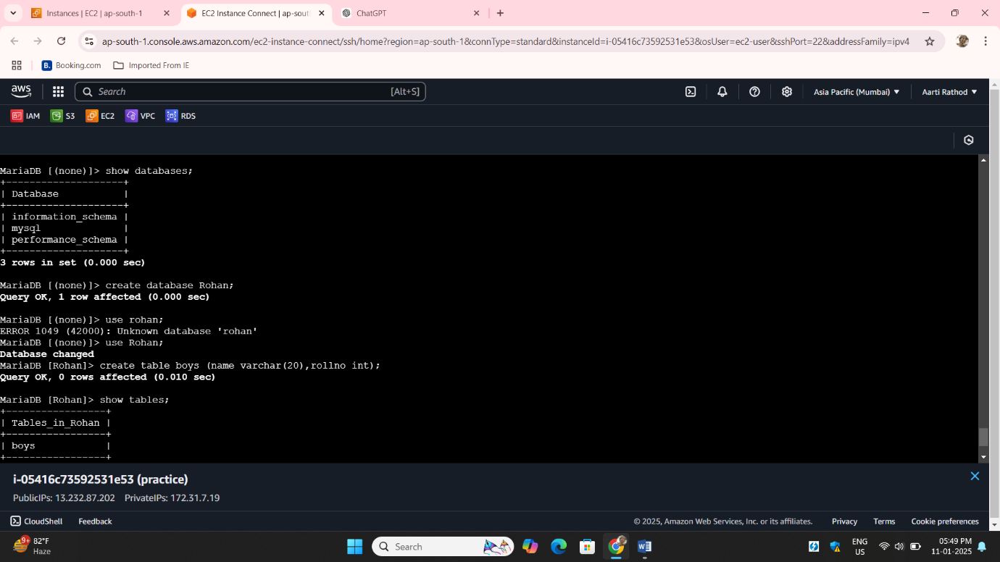 Instances | EC2 | ap-south-1
EC2 Instance Connect | ap-sout
ChatGPT
ap-south-1.console.aws.amazon.com/ec2-instance-connect/ssh/home?region=ap-south-1&connType=standard&instanceId=i-05416c73592531e53&osUser=ec2-user&sshPort=22&addressFamily=ipv4
B. Booking.com
Imported From IE
aws
Search [Alt+S]
Asia Pacific (Mumbai)
Aarti Rathod
IAM S3 EC2 VPC RDS
MariaDB [(none)]> show databases;
+--------------------+
| Database           |
+--------------------+
| information_schema |
| mysql              |
| performance_schema |
+--------------------+
3 rows in set (0.000 sec)
MariaDB [(none)]> create database Rohan;
Query OK, 1 row affected (0.000 sec)
MariaDB [(none)]> use rohan;
ERROR 1049 (42000): Unknown database 'rohan'
MariaDB [(none)]> use Rohan;
Database changed
MariaDB [Rohan]> create table boys (name varchar(20),rollno int);
Query OK, 0 rows affected (0.010 sec)
MariaDB [Rohan]> show tables;
+-----------------+
| Tables_in_Rohan |
+-----------------+
| boys            |
+-----------------+
i-05416c73592531e53 (practice)
PublicIPs: 13.232.87.202 PrivateIPs: 172.31.7.19
CloudShell Feedback © 2025, Amazon Web Services, Inc. or its affiliates. Privacy Terms Cookie preferences
9+
82°F
Haze
Search
ENG
US
05:49 PM
11-01-2025